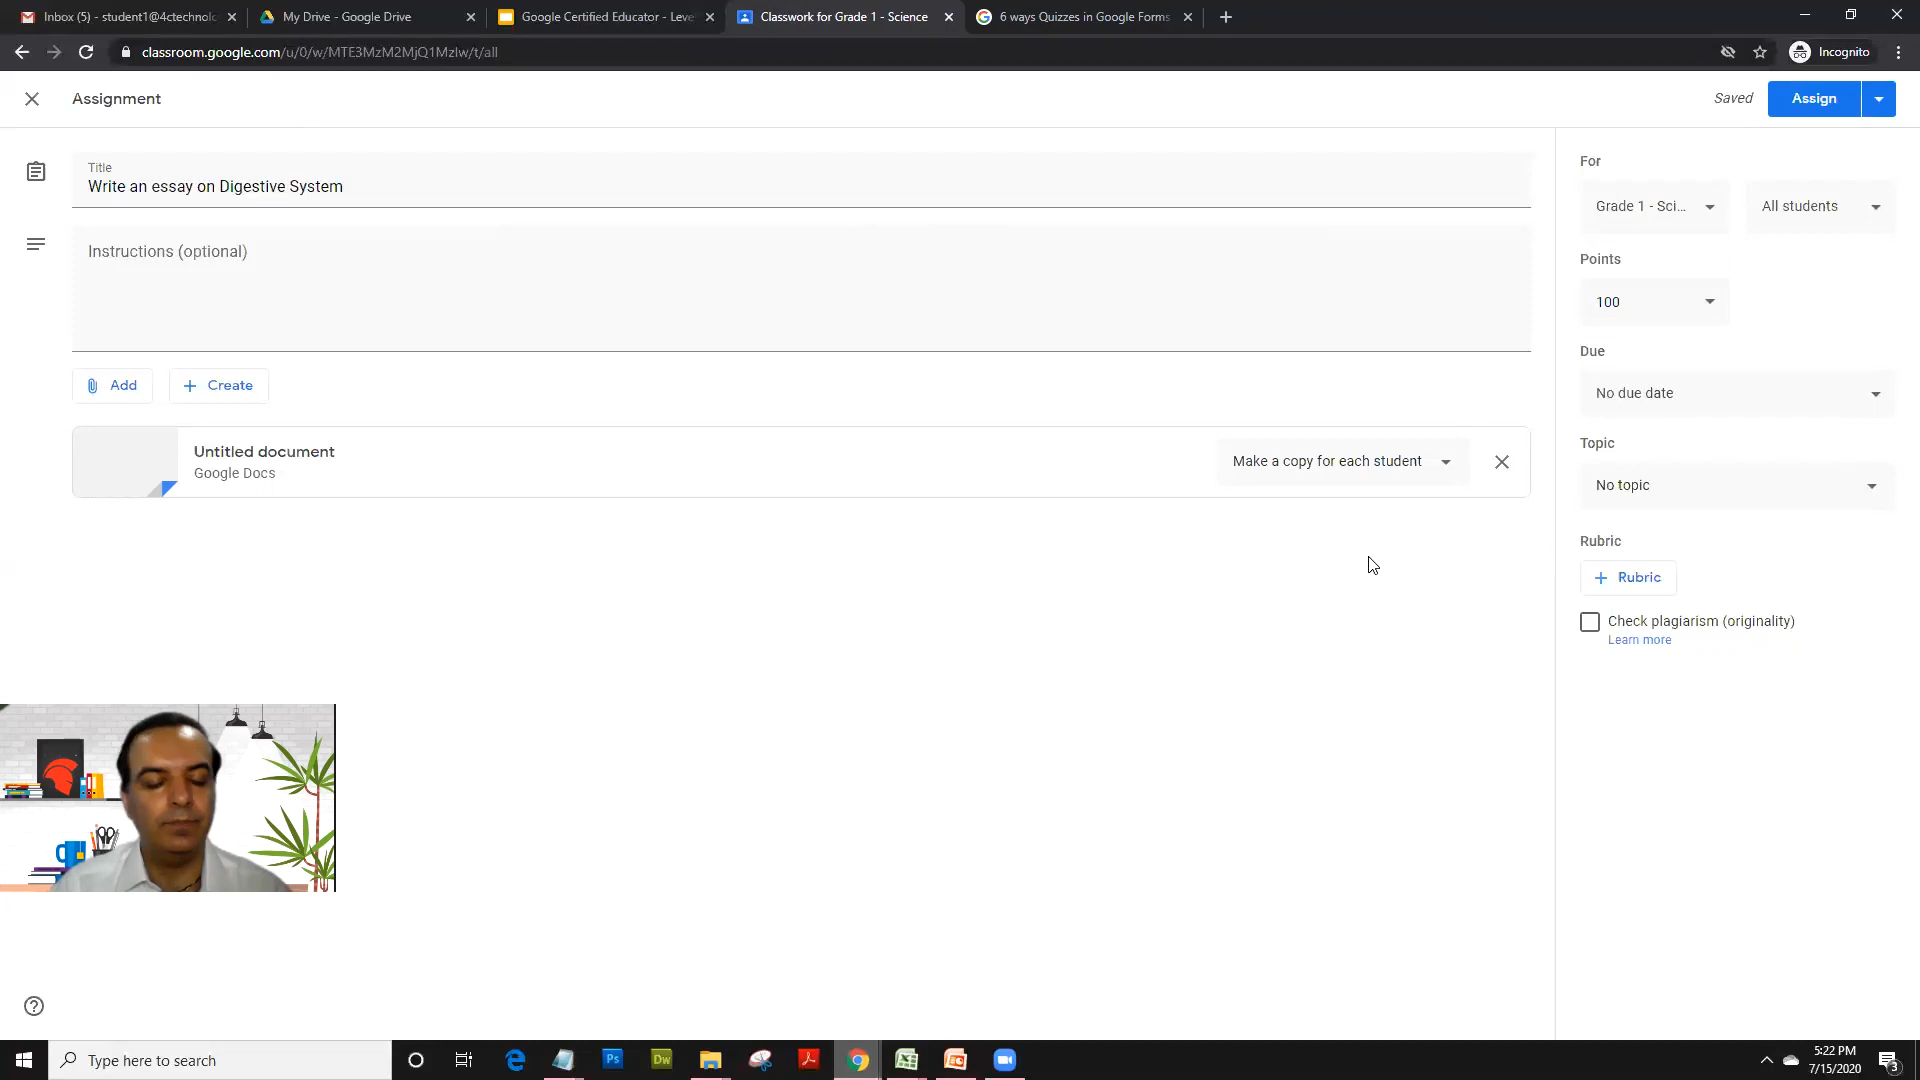 Inbox (5) - student1@4ctechnolo
My Drive - Google Drive
Google Certified Educator - Leve
Classwork for Grade 1 - Science
6 ways Quizzes in Google Forms
classroom.google.com/u/0/w/MTE3MzM2MjQ1MzIw/t/all
Incognito
Assignment
Saved
Assign
Title
Write an essay on Digestive System
Instructions (optional)
Add
Create
Untitled document
Google Docs
Make a copy for each student
For
Grade 1 - Sci...
All students
Points
100
Due
No due date
Topic
No topic
Rubric
Rubric
Check plagiarism (originality)
Learn more
Type here to search
Ps
Dw
5:22 PM
7/15/2020
3